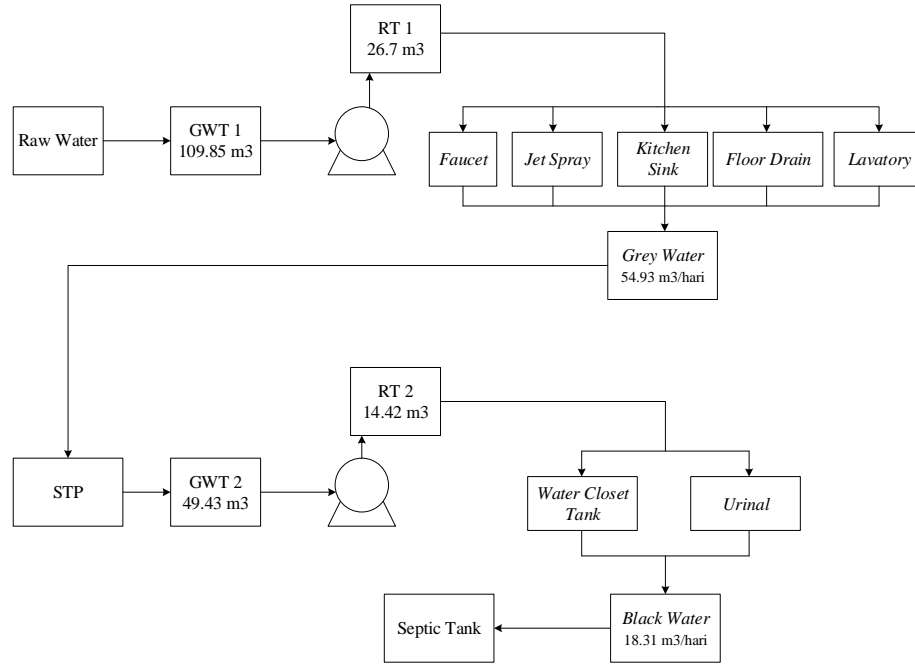 RT 1
26.7 m3
Raw Water
GWT 1
109.85 m3
Faucet
Jet Spray
Kitchen
Sink
Floor Drain
Lavatory
Grey Water
54.93 m3/hari
RT 2
14.42 m3
STP
GWT 2
49.43 m3
Water Closet
Tank
Urinal
Septic Tank
Black Water
18.31 m3/hari